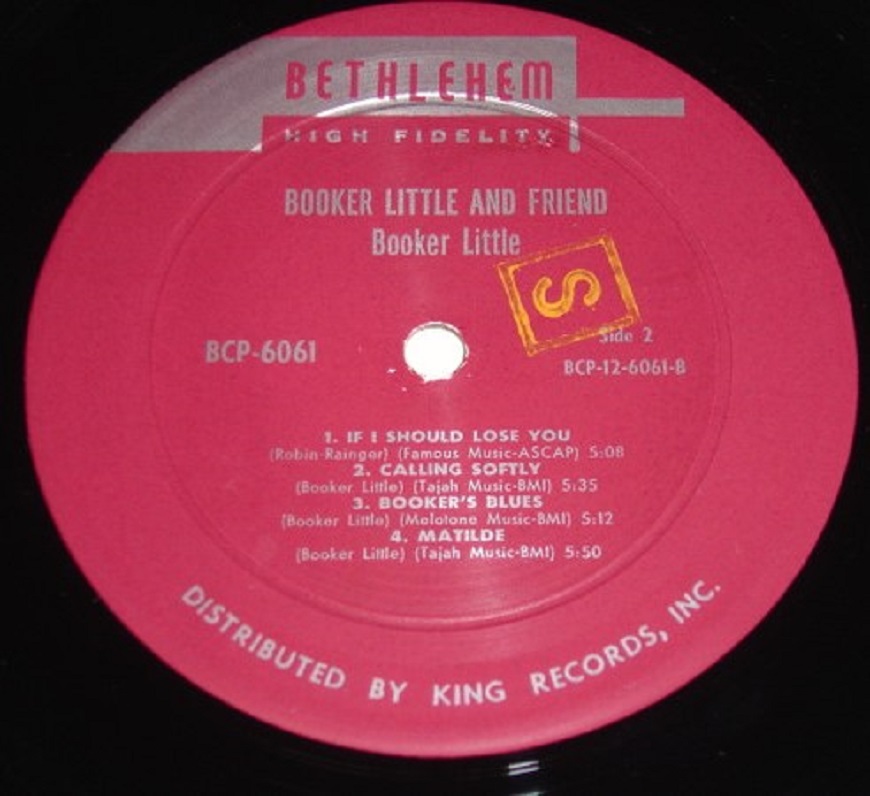 BETHLEHEM
HIGH FIDELITY
BOOKER LITTLE AND FRIEND
Booker Little
S
BCP-6061
Side 2
BCP-12-6061-B
1. IF I SHOULD LOSE YOU
(Robin-Rainger) (Famous Music-ASCAP) 5:08
2. CALLING SOFTLY
(Booker Little) (Tajah Music-BMI) 5:35
3. BOOKER'S BLUES
(Booker Little) (Melotone Music-BMI) 5:12
4. MATILDE
(Booker Little) (Tajah Music-BMI) 5:50
DISTRIBUTED BY KING RECORDS, INC.